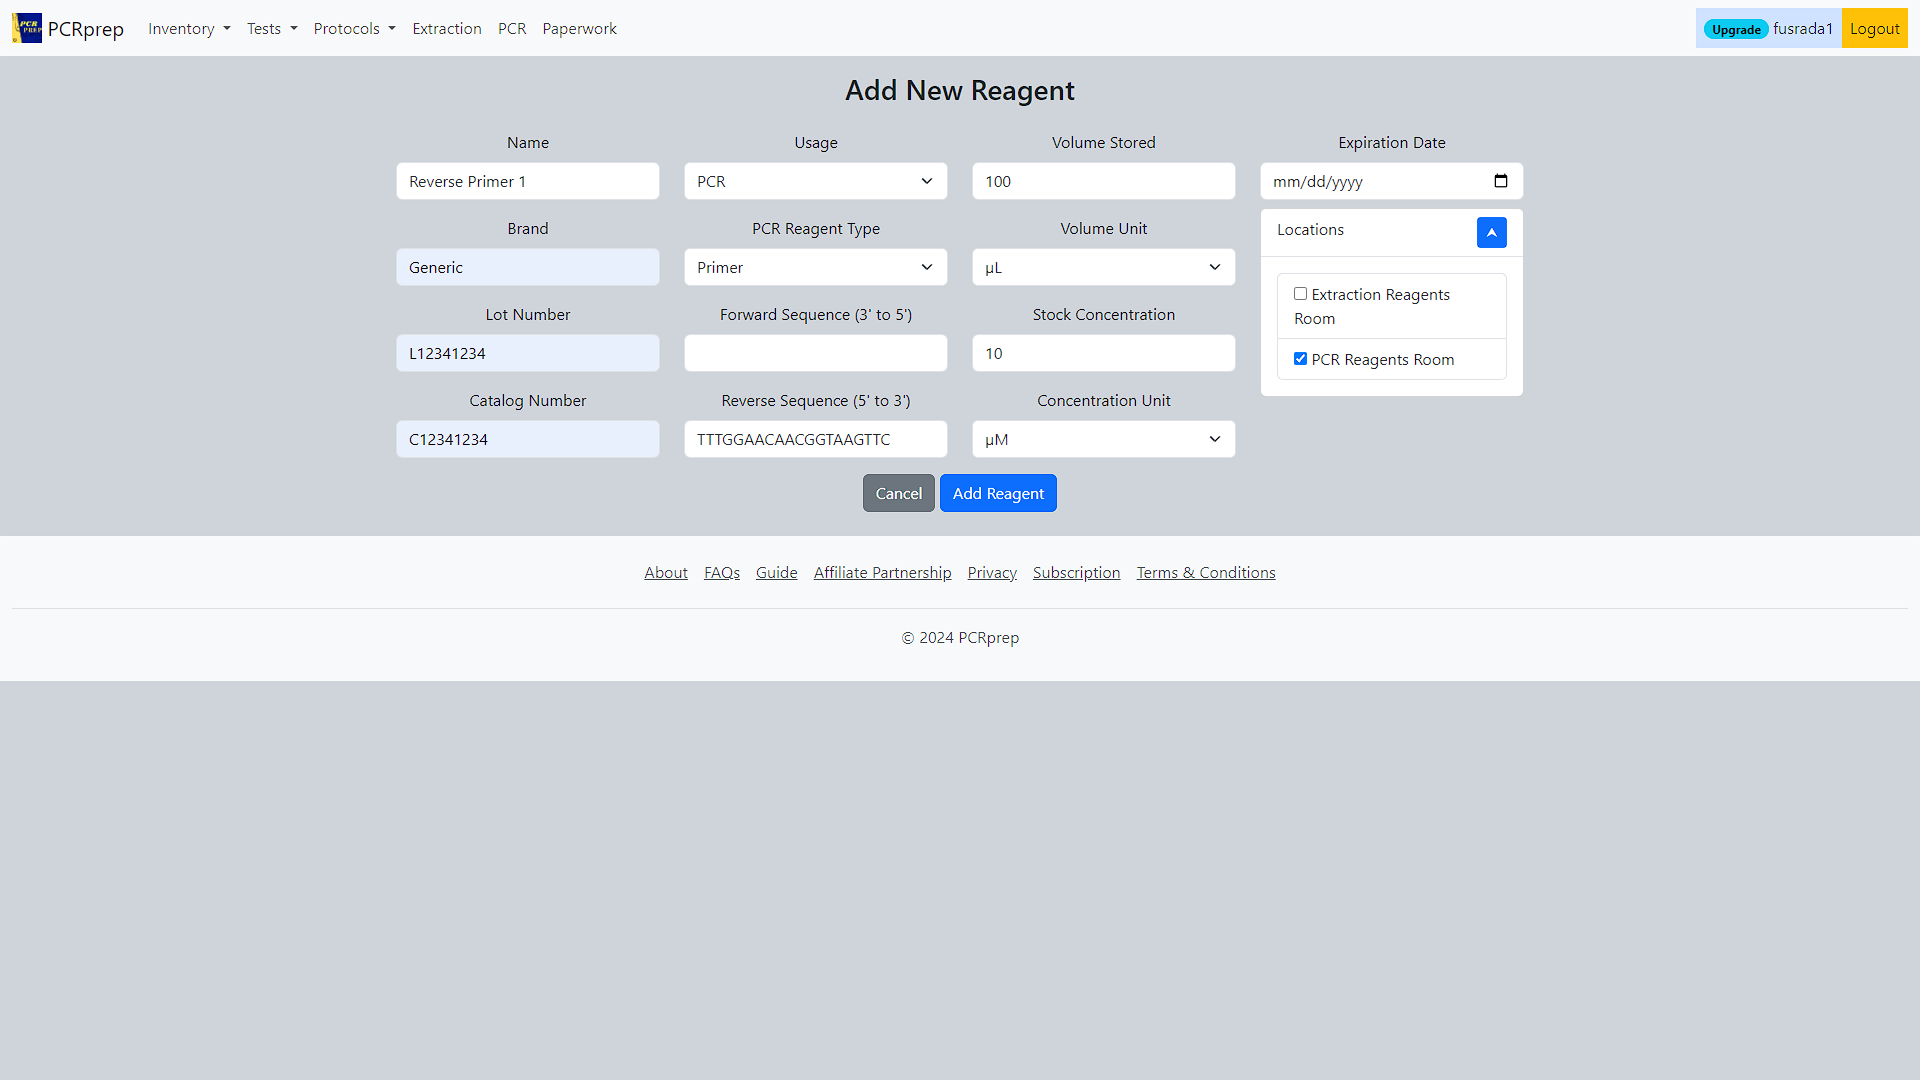 PCR PREP PCRprep Inventory Tests Protocols Extraction PCR Paperwork Upgrade fusrada1 Logout
Add New Reagent
Name Usage Volume Stored Expiration Date
Reverse Primer 1 PCR 100 mm/dd/yyyy
Brand PCR Reagent Type Volume Unit Locations
Generic Primer µL Extraction Reagents
Lot Number Forward Sequence (3' to 5') Stock Concentration Room
L12341234 10 PCR Reagents Room
Catalog Number Reverse Sequence (5' to 3') Concentration Unit
C12341234 TTTGGAACAACGGTAAGTTC µM
Cancel Add Reagent
About FAQs Guide Affiliate Partnership Privacy Subscription Terms & Conditions
© 2024 PCRprep